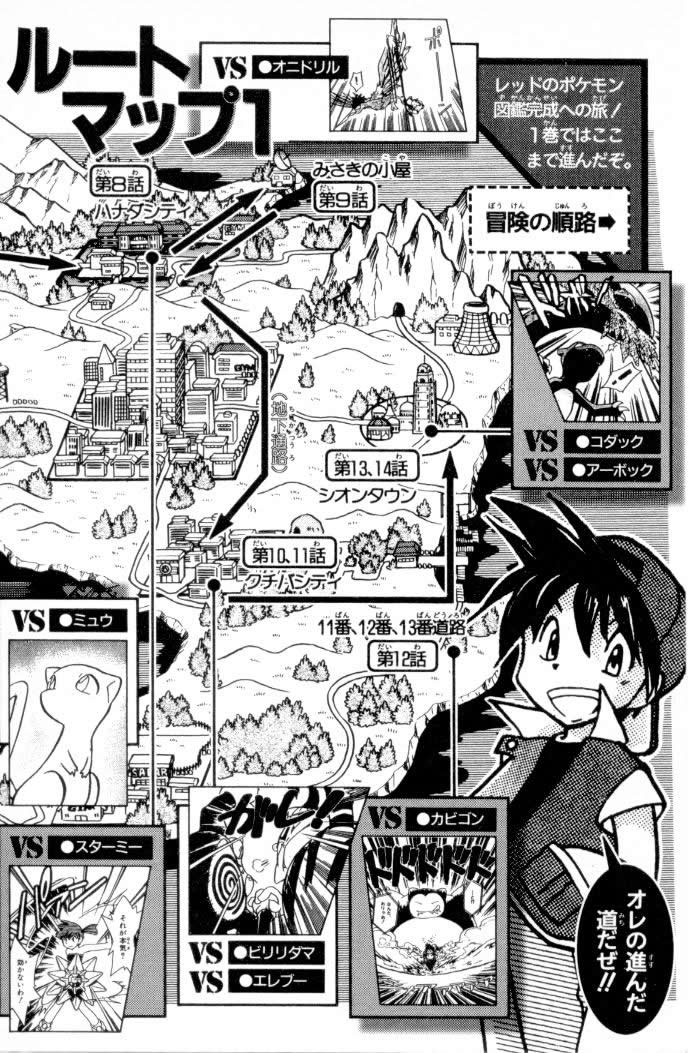 ルート
マップ1
VS ●オニドリル
レッドのポケモン
図鑑完成への旅!
1巻ではここ
まで進んだぞ。
冒険の順路➡
第8話
ハナダシティ
みさきの小屋
第9話
VS ●コダック
VS ●アーボック
(地下通路)
第13.14話
シオンタウン
第10.11話
クチバシティ
11番、12番、13番道路
第12話
VS ●ミュウ
VS ●スターミー
それが本気?
効かないわ!
VS ●ビリリダマ
VS ●エレブー
VS ●カビゴン
ドドドドドド
オレの進んだ
道だぜ!!